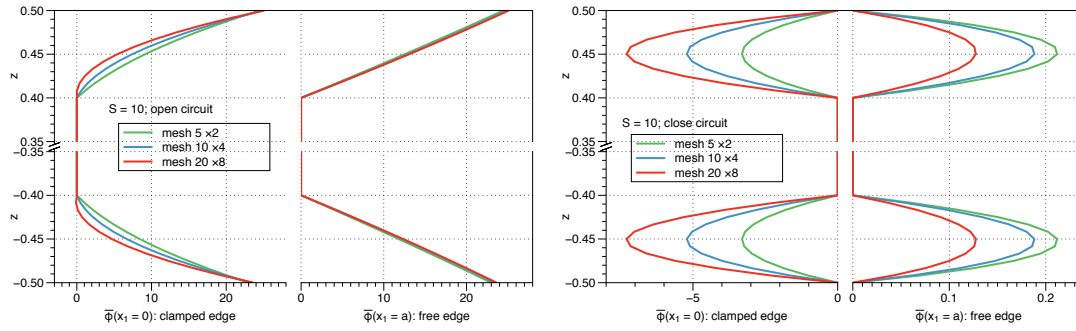 0.50
0.45
z
0.40
S = 10; open circuit
0.35
mesh 5 ×2
mesh 10 ×4
−0.35
mesh 20 ×8
−0.40
z
−0.45
−0.50
0 10 20
0 10 20
φ̅(x₁ = 0): clamped edge
φ̅(x₁ = a): free edge
0.50
0.45
z
0.40
S = 10; close circuit
0.35
mesh 5 ×2
−0.35
mesh 10 ×4
mesh 20 ×8
−0.40
z
−0.45
−0.50
−5 0
0 0.1 0.2
φ̅(x₁ = 0): clamped edge
φ̅(x₁ = a): free edge